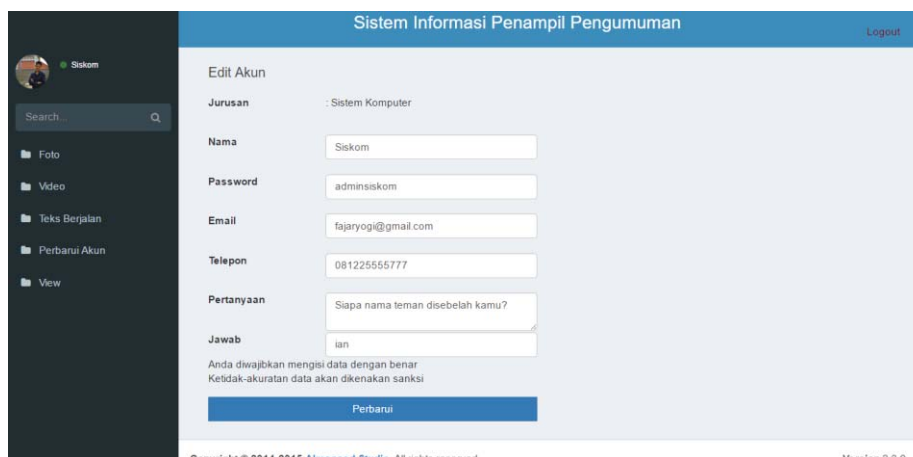 Sistem Informasi Penampil Pengumuman
Logout
Siskom
Search...
Foto
Video
Teks Berjalan
Perbarui Akun
View
Edit Akun
Jurusan : Sistem Komputer
Nama Siskom
Password adminsiskom
Email fajaryogi@gmail.com
Telepon 081225555777
Pertanyaan Siapa nama teman disebelah kamu?
Jawab ian
Anda diwajibkan mengisi data dengan benar
Ketidak-akuratan data akan dikenakan sanksi
Perbarui